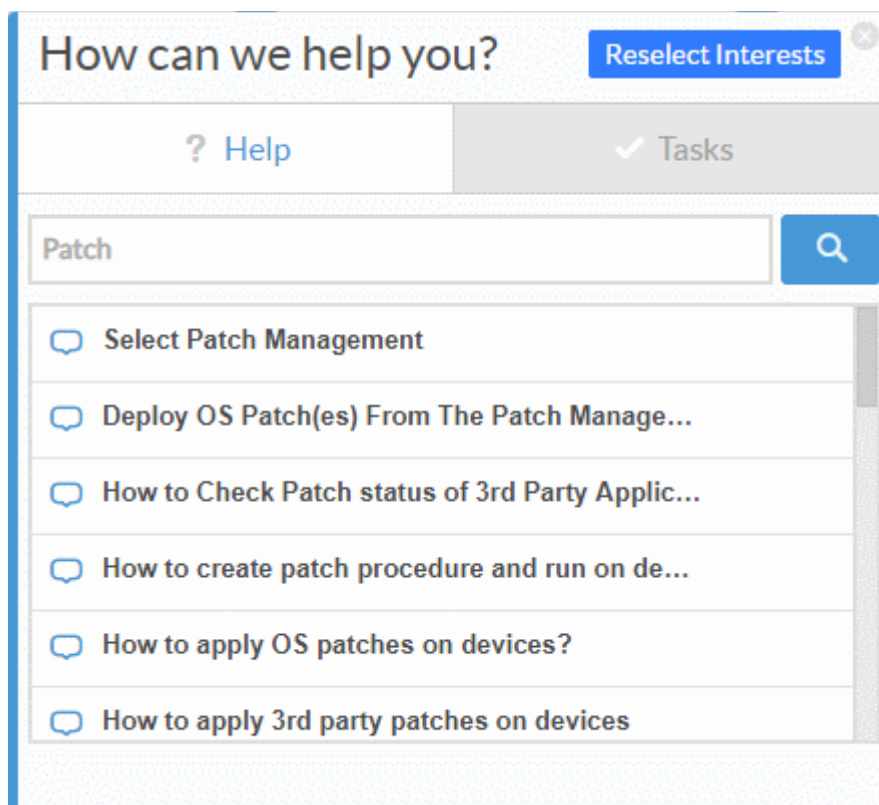 How can we help you?
Reselect Interests
? Help
Tasks
Patch
Select Patch Management
Deploy OS Patch(es) From The Patch Manage...
How to Check Patch status of 3rd Party Applic...
How to create patch procedure and run on de...
How to apply OS patches on devices?
How to apply 3rd party patches on devices